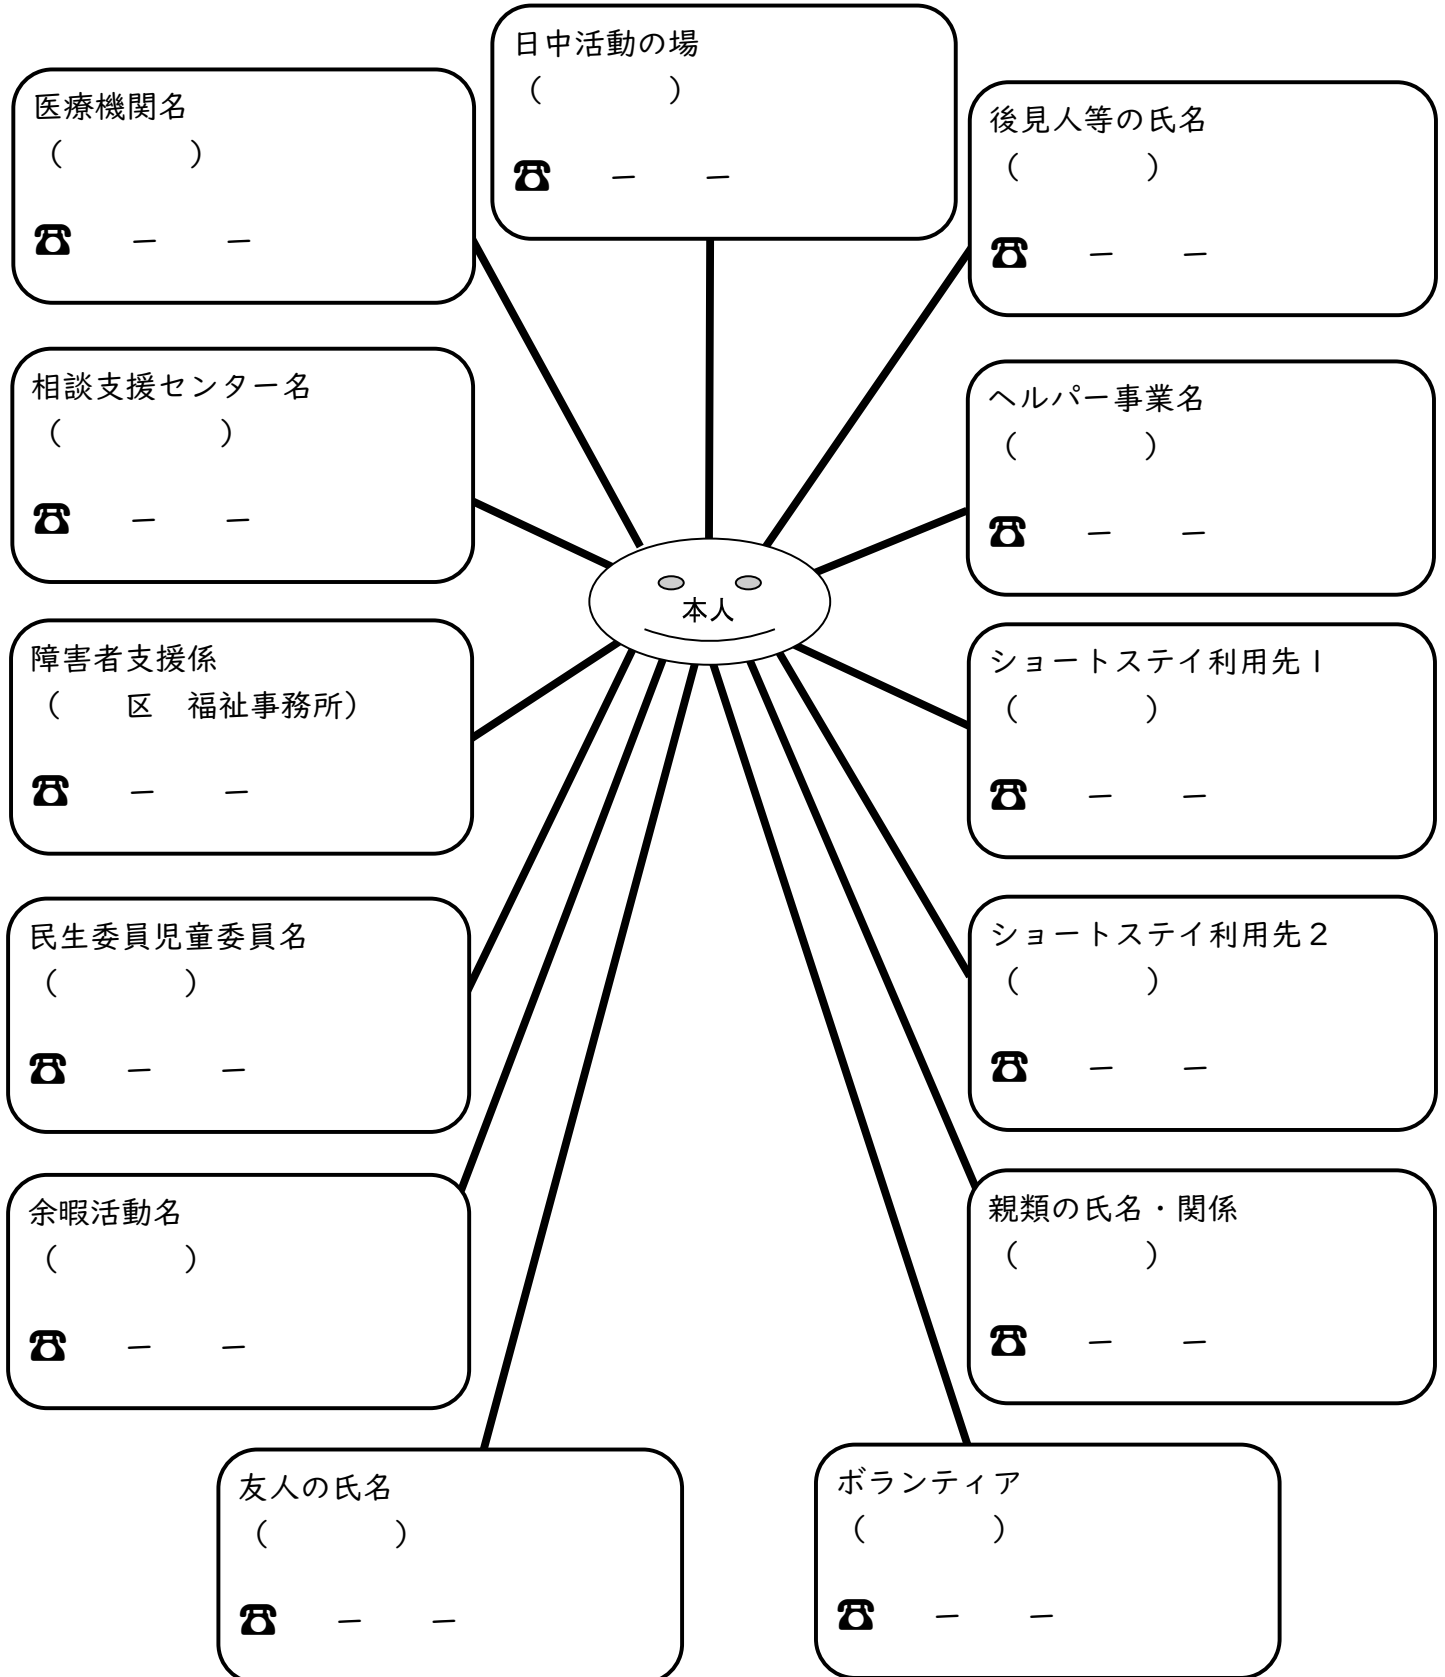 日中活動の場
（　　　　）
☎　　－　　－
医療機関名
（　　　　）
☎　　－　　－
後見人等の氏名
（　　　　）
☎　　－　　－
相談支援センター名
（　　　　　）
☎　　－　　－
ヘルパー事業名
（　　　　）
☎　　－　　－
本人
障害者支援係
（　　区　福祉事務所）
☎　　－　　－
ショートステイ利用先１
（　　　　）
☎　　－　　－
民生委員児童委員名
（　　　　）
☎　　－　　－
ショートステイ利用先２
（　　　　）
☎　　－　　－
余暇活動名
（　　　　）
☎　　－　　－
親類の氏名・関係
（　　　　）
☎　　－　　－
友人の氏名
（　　　　）
☎　　－　　－
ボランティア
（　　　　）
☎　　－　　－